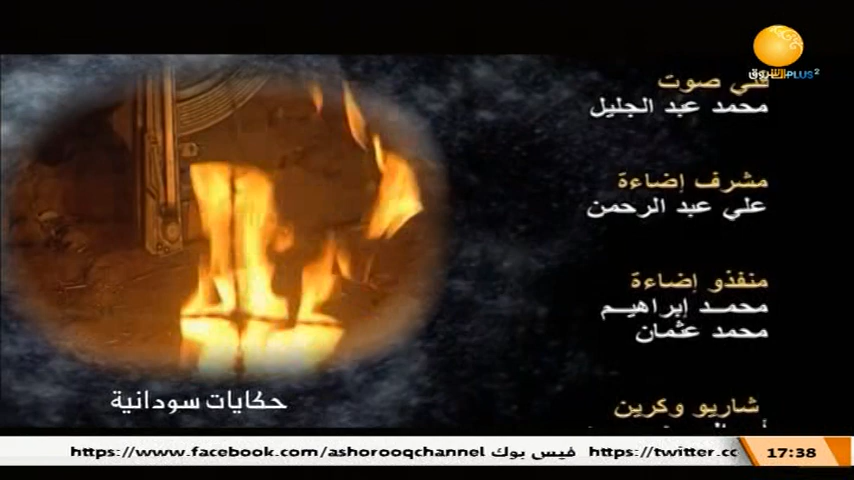 الشروق PLUS²
فني صوت
محمد عبد الجليل
مشرف إضاءة
علي عبد الرحمن
منفذو إضاءة
محمد إبراهيم
محمد عثمان
شاريو وكرين
حكايات سودانية
https://www.facebook.com/ashorooqchannel فيس بوك https://twitter.cc
17:38